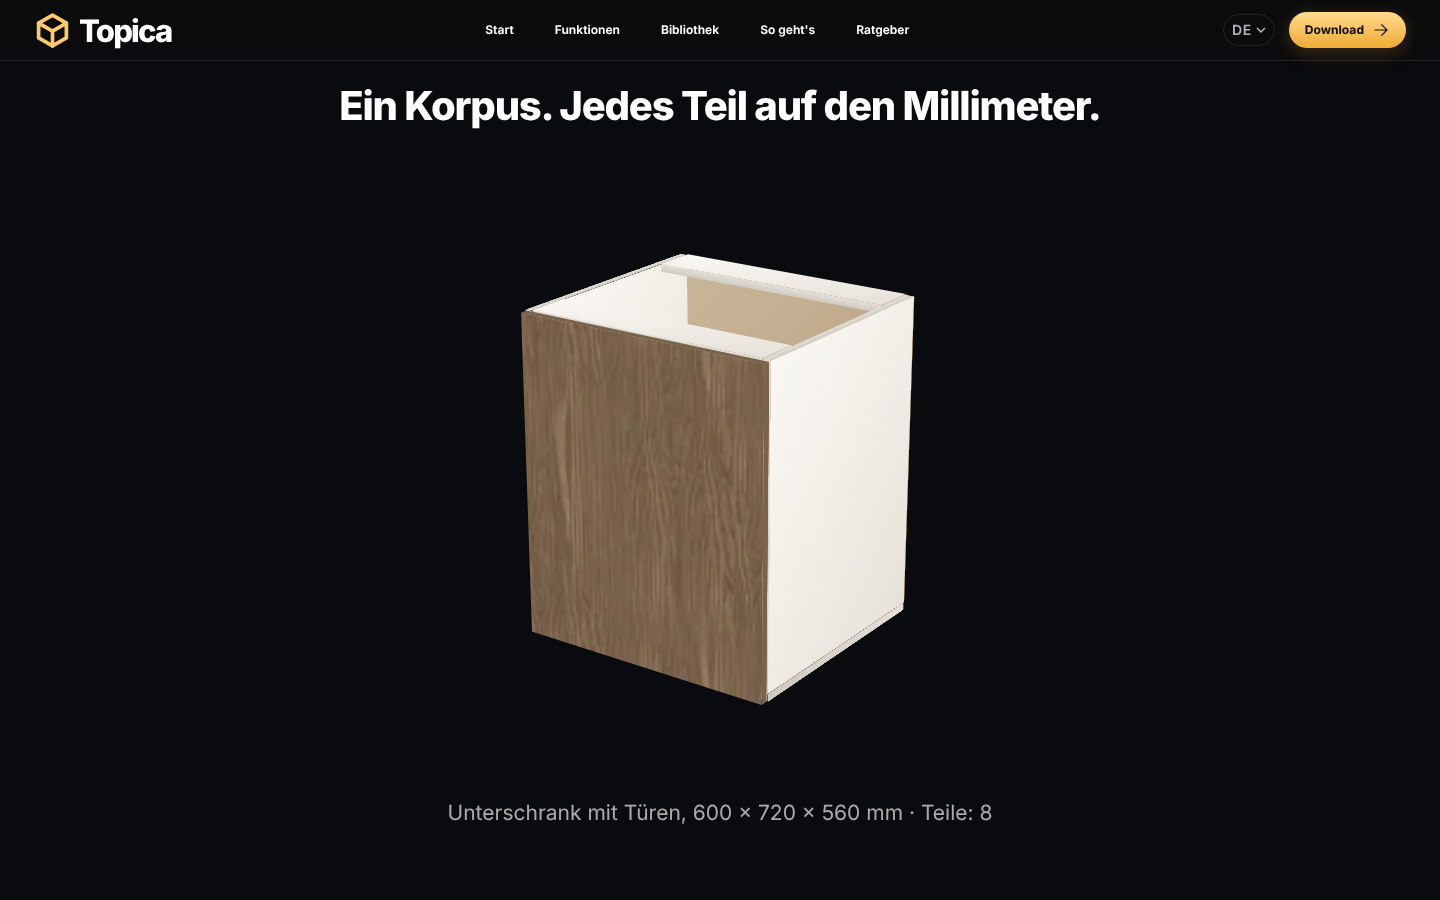 Topica
Start
Funktionen
Bibliothek
So geht's
Ratgeber
DE
Download
Ein Korpus. Jedes Teil auf den Millimeter.
Unterschrank mit Türen, 600 × 720 × 560 mm · Teile: 8